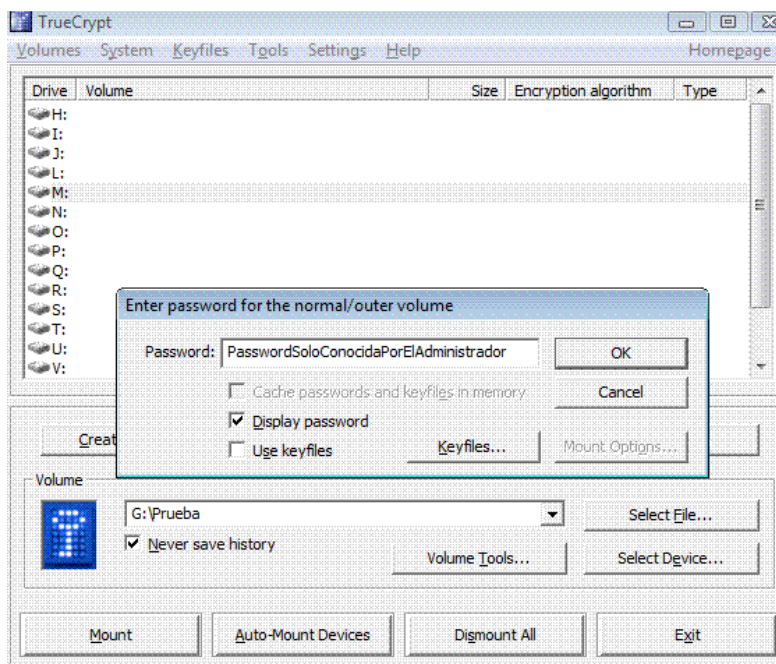 TrueCrypt
Volumes System Keyfiles Tools Settings Help Homepage
Drive Volume Size Encryption algorithm Type
H:
I:
J:
L:
M:
N:
O:
P:
Q:
R:
S:
T:
U:
V:
Enter password for the normal/outer volume
Password: PasswordSoloConocidaPorElAdministrador OK
Cache passwords and keyfiles in memory Cancel
Display password
Use keyfiles Keyfiles... Mount Options...
Creat
Volume
G:\Prueba Select File...
Never save history
Volume Tools... Select Device...
Mount Auto-Mount Devices Dismount All Exit